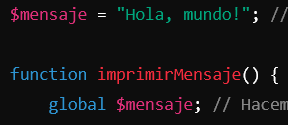 $mensaje = "Hola, mundo!"; //
function imprimirMensaje() {
global $mensaje; // Hacem